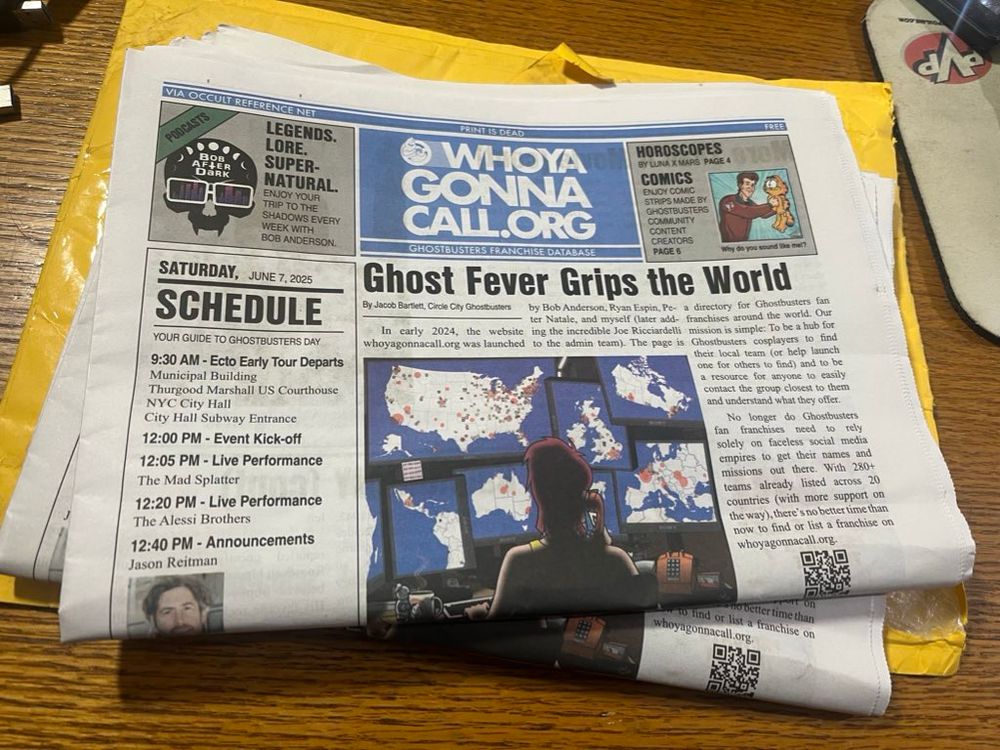 VIA OCCULT REFERENCE NET
PRINT IS DEAD
FREE
PODCASTS
BOB
AFTER
DARK
LEGENDS.
LORE.
SUPER-
NATURAL.
ENJOY YOUR
TRIP TO THE
SHADOWS EVERY
WEEK WITH
BOB ANDERSON.
WHOYA
GONNA
CALL.ORG
GHOSTBUSTERS FRANCHISE DATABASE
HOROSCOPES
BY LUNA X MARS PAGE 4
COMICS
ENJOY COMIC
STRIPS MADE BY
GHOSTBUSTERS
COMMUNITY
CONTENT
CREATORS
PAGE 6
Why do you sound like me?
SATURDAY, JUNE 7, 2025
SCHEDULE
YOUR GUIDE TO GHOSTBUSTERS DAY
9:30 AM - Ecto Early Tour Departs
Municipal Building
Thurgood Marshall US Courthouse
NYC City Hall
City Hall Subway Entrance
12:00 PM - Event Kick-off
12:05 PM - Live Performance
The Mad Splatter
12:20 PM - Live Performance
The Alessi Brothers
12:40 PM - Announcements
Jason Reitman
Ghost Fever Grips the World
By Jacob Bartlett, Circle City Ghostbusters
In early 2024, the website
whoyagonnacall.org was launched
by Bob Anderson, Ryan Espin, Pe-
ter Natale, and myself (later add-
ing the incredible Joe Ricciardelli
to the admin team). The page is
a directory for Ghostbusters fan
franchises around the world. Our
mission is simple: To be a hub for
Ghostbusters cosplayers to find
their local team (or help launch
one for others to find) and to be
a resource for anyone to easily
contact the group closest to them
and understand what they offer.
No longer do Ghostbusters
fan franchises need to rely
solely on faceless social media
empires to get their names and
missions out there. With 280+
teams already listed across 20
countries (with more support on
the way), there's no better time than
now to find or list a franchise on
whoyagonnacall.org.
no better time than
to find or list a franchise on
whoyagonnacall.org.
PVP